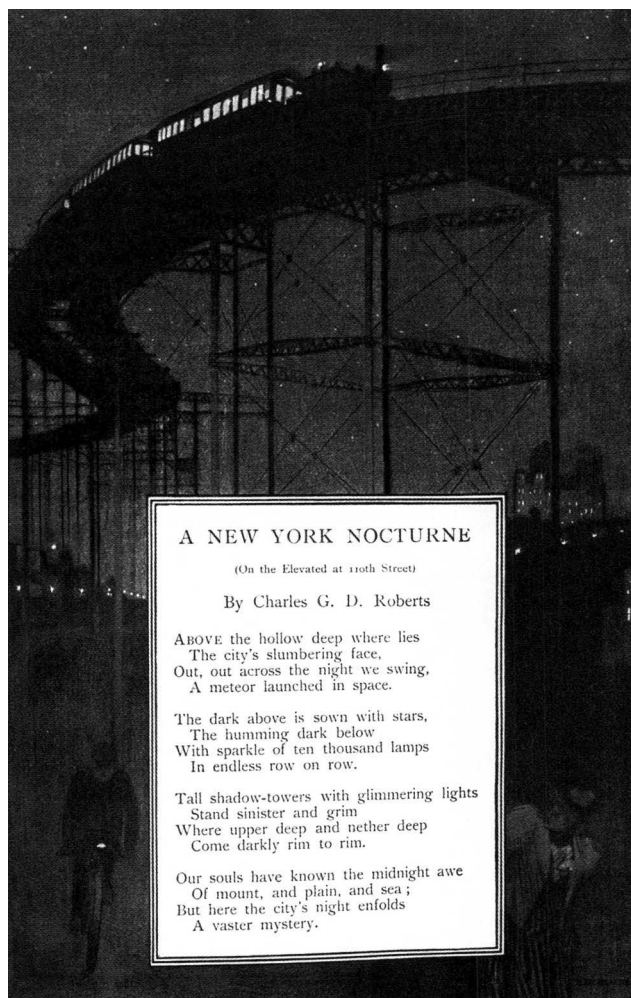 A NEW YORK NOCTURNE
(On the Elevated at 110th Street)
By Charles G. D. Roberts
ABOVE the hollow deep where lies
The city's slumbering face,
Out, out across the night we swing,
A meteor launched in space.
The dark above is sown with stars,
The humming dark below
With sparkle of ten thousand lamps
In endless row on row.
Tall shadow-towers with glimmering lights
Stand sinister and grim
Where upper deep and nether deep
Come darkly rim to rim.
Our souls have known the midnight awe
Of mount, and plain, and sea ;
But here the city's night enfolds
A vaster mystery.